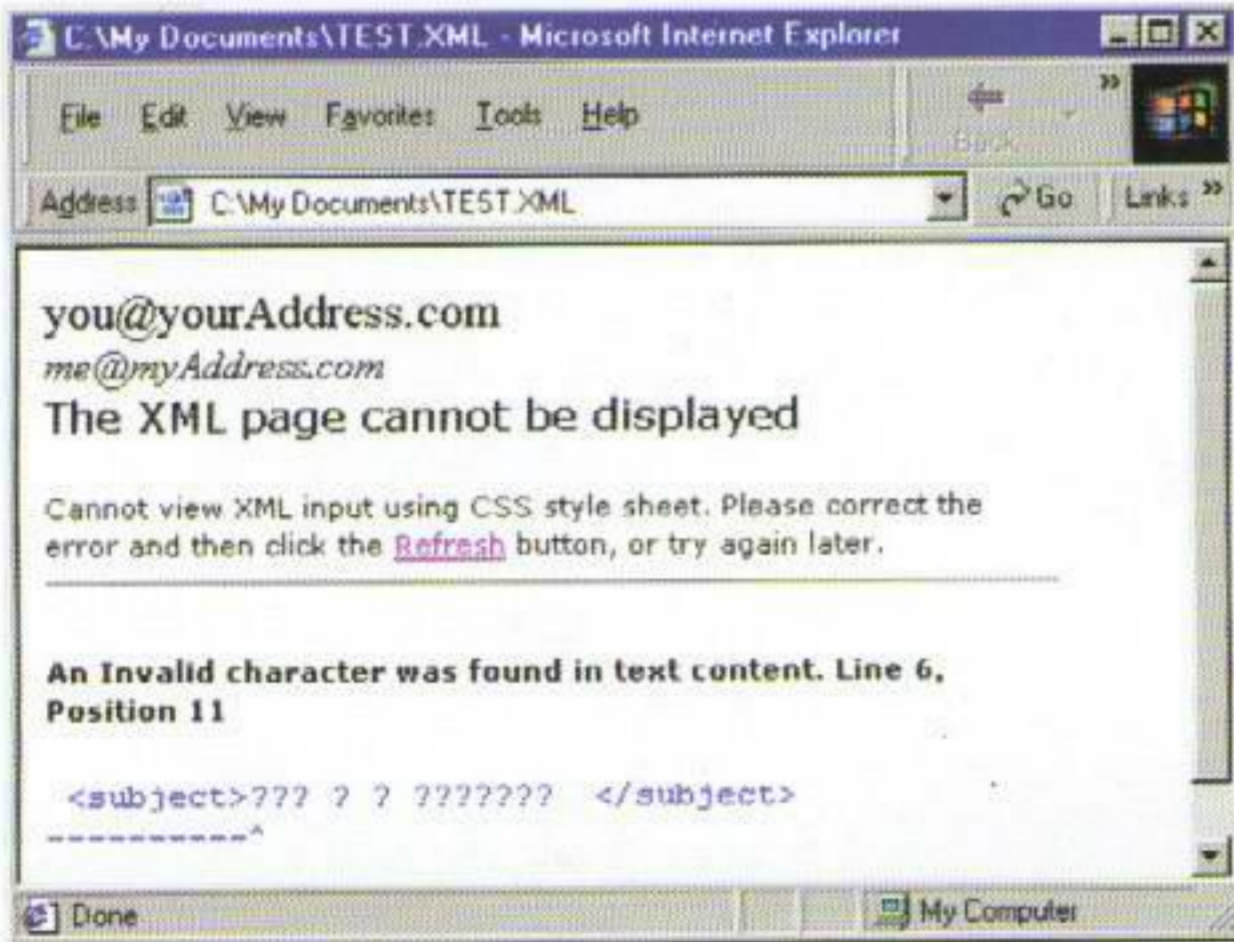 C:\My Documents\TEST.XML - Microsoft Internet Explorer
File Edit View Favorites Tools Help
Back
Address C:\My Documents\TEST.XML Go Links
you@yourAddress.com
me@myAddress.com
The XML page cannot be displayed
Cannot view XML input using CSS style sheet. Please correct the
error and then click the Refresh button, or try again later.
An Invalid character was found in text content. Line 6,
Position 11
<subject>??? ? ? ??????? </subject>
----------^
Done My Computer